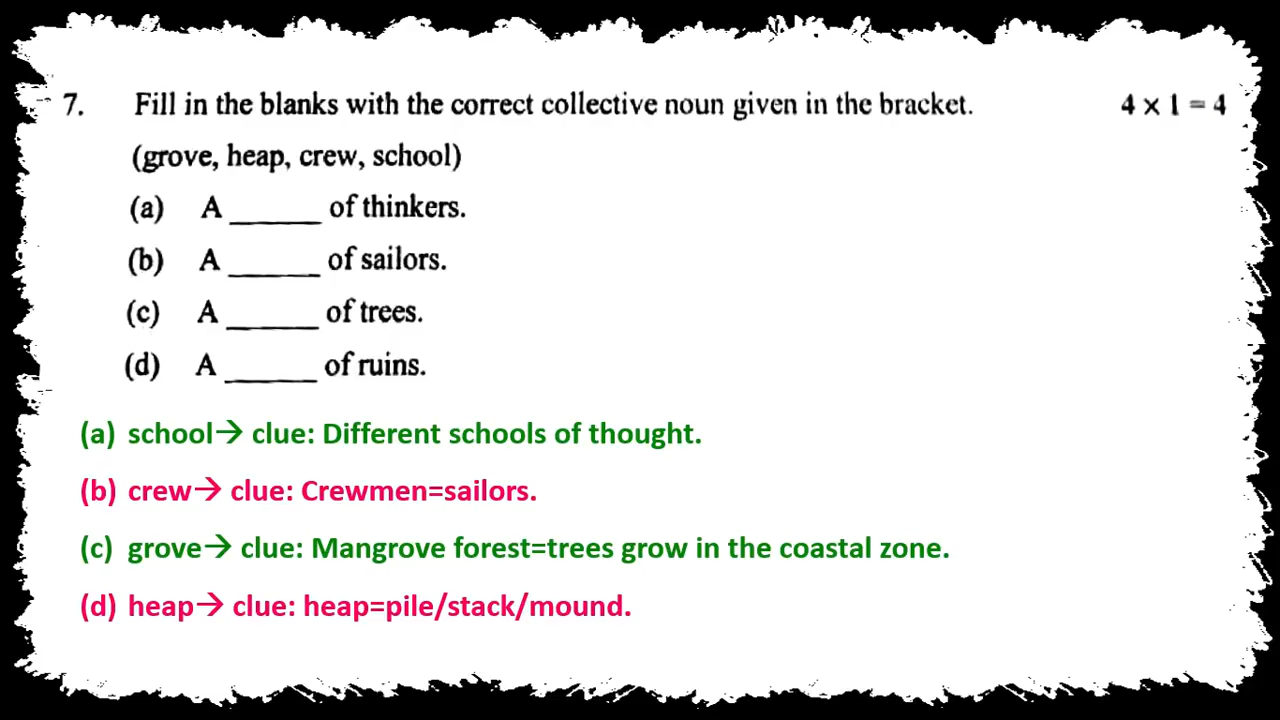 7. Fill in the blanks with the correct collective noun given in the bracket. 4 × 1 = 4
(grove, heap, crew, school)
(a) A ______ of thinkers.
(b) A ______ of sailors.
(c) A ______ of trees.
(d) A ______ of ruins.
(a) school→ clue: Different schools of thought.
(b) crew→ clue: Crewmen=sailors.
(c) grove→ clue: Mangrove forest=trees grow in the coastal zone.
(d) heap→ clue: heap=pile/stack/mound.